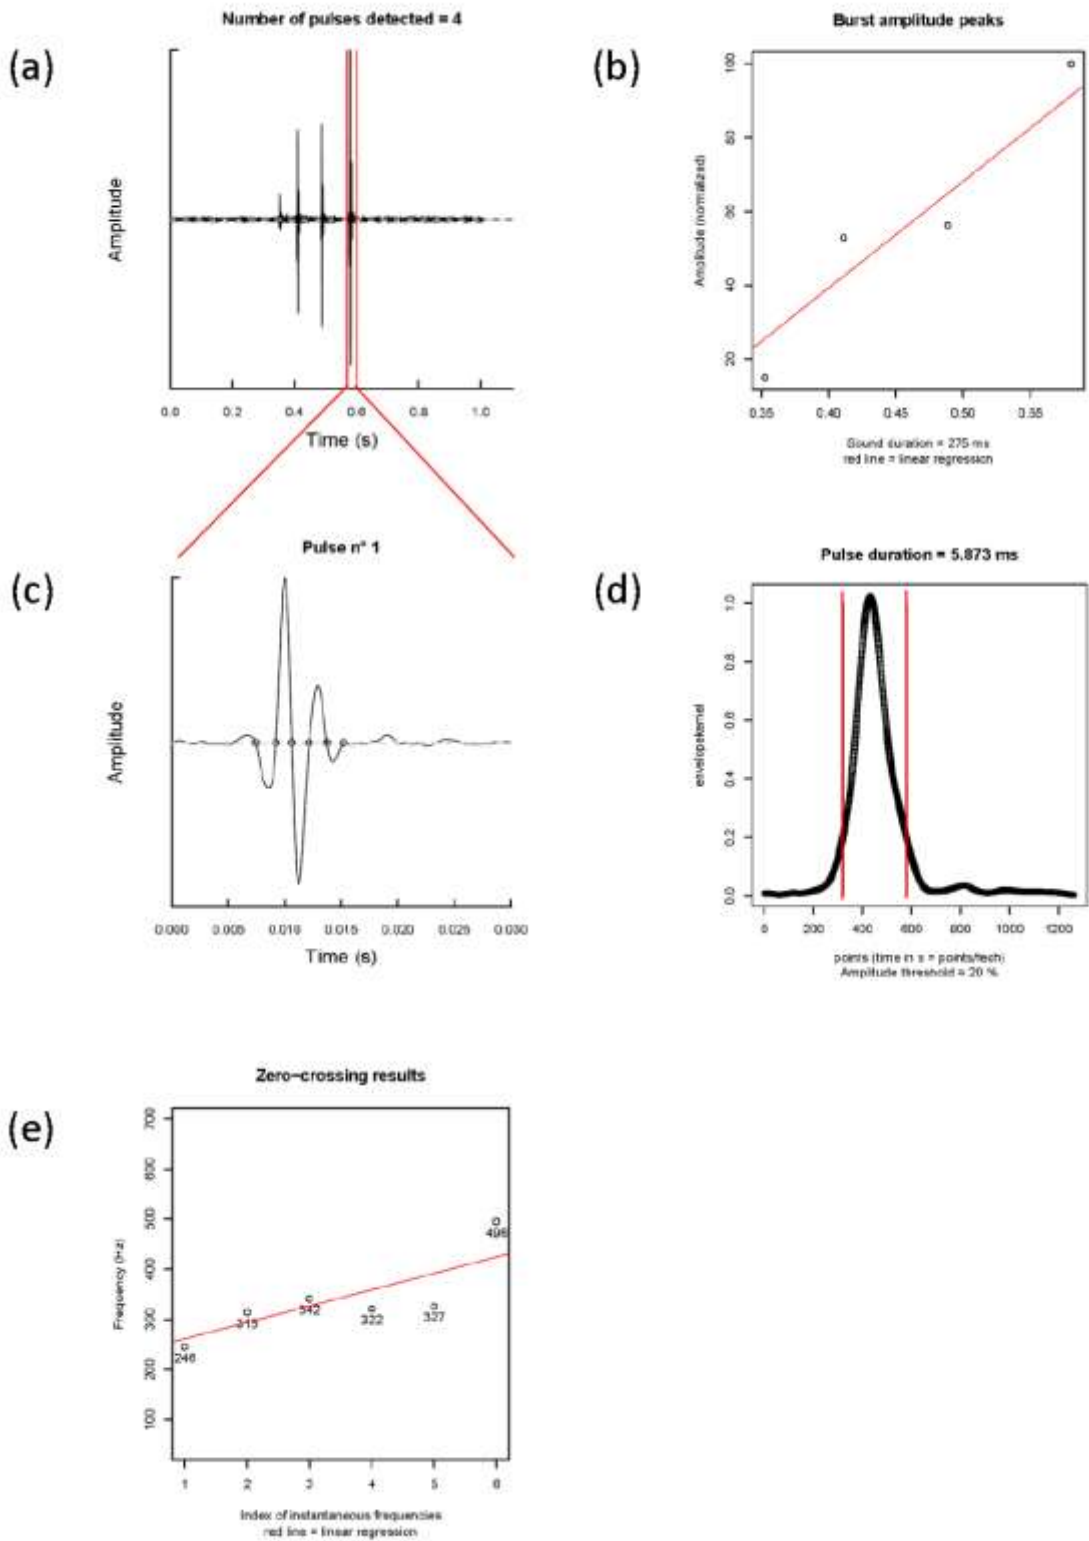 Number of pulses detected = 4
(a)
Amplitude
0.0 0.2 0.4 0.6 0.8 1.0
Time (s)
Burst amplitude peaks
(b)
Amplitude (normalized)
100
80
60
40
20
0.35 0.40 0.45 0.50 0.55
Sound duration = 275 ms
red line = linear regression
Pulse n° 1
(c)
Amplitude
0.000 0.005 0.010 0.015 0.020 0.025 0.030
Time (s)
Pulse duration = 5.873 ms
(d)
envelopekernel
1.0
0.8
0.6
0.4
0.2
0.0
0 200 400 600 800 1000 1200
points (time in s = points/fech)
Amplitude threshold = 20 %
Zero-crossing results
(e)
Frequency (Hz)
700
600
500
400
300
200
100
246
315
342
322
327
496
1 2 3 4 5 6
Index of instantaneous frequencies
red line = linear regression